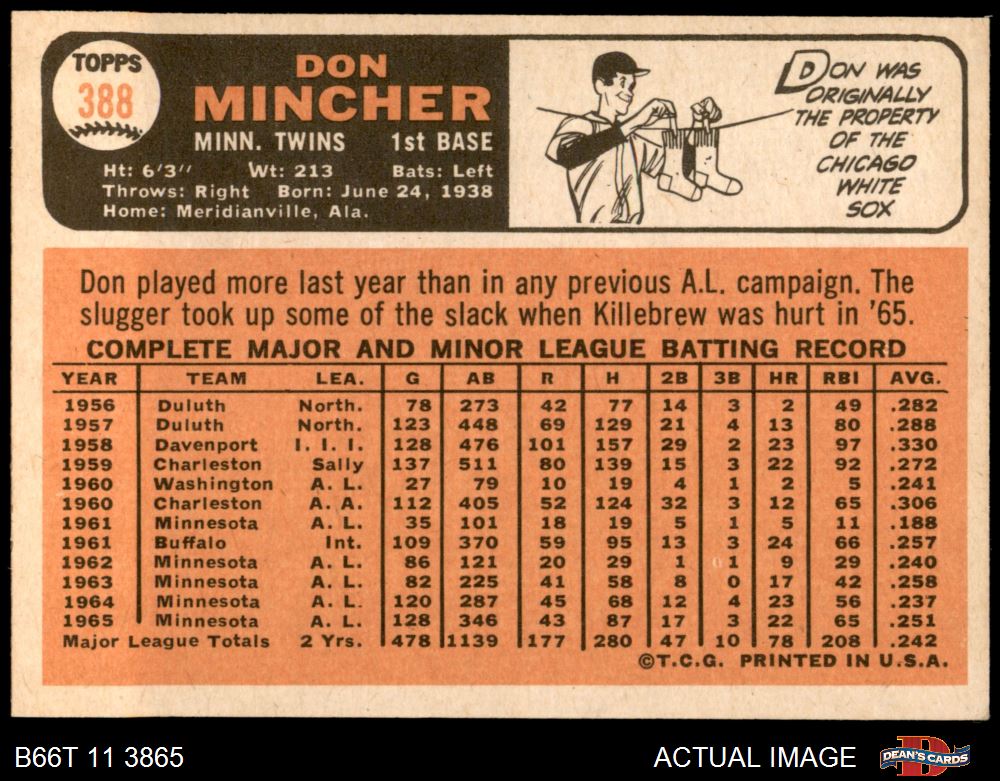 TOPPS
388
DON
MINCHER
MINN. TWINS 1st BASE
Ht: 6'3" Wt: 213 Bats: Left
Throws: Right Born: June 24, 1938
Home: Meridianville, Ala.
DON WAS
ORIGINALLY
THE PROPERTY
OF THE
CHICAGO
WHITE
SOX
Don played more last year than in any previous A.L. campaign. The
slugger took up some of the slack when Killebrew was hurt in '65.
COMPLETE MAJOR AND MINOR LEAGUE BATTING RECORD
YEAR TEAM LEA. G AB R H 2B 3B HR RBI AVG.
1956 Duluth North. 78 273 42 77 14 3 2 49 .282
1957 Duluth North. 123 448 69 129 21 4 13 80 .288
1958 Davenport I. I. I. 128 476 101 157 29 2 23 97 .330
1959 Charleston Sally 137 511 80 139 15 3 22 92 .272
1960 Washington A. L. 27 79 10 19 4 1 2 5 .241
1960 Charleston A. A. 112 405 52 124 32 3 12 65 .306
1961 Minnesota A. L. 35 101 18 19 5 1 5 11 .188
1961 Buffalo Int. 109 370 59 95 13 3 24 66 .257
1962 Minnesota A. L. 86 121 20 29 1 1 9 29 .240
1963 Minnesota A. L. 82 225 41 58 8 0 17 42 .258
1964 Minnesota A. L. 120 287 45 68 12 4 23 56 .237
1965 Minnesota A. L. 128 346 43 87 17 3 22 65 .251
Major League Totals 2 Yrs. 478 1139 177 280 47 10 78 208 .242
©T.C.G. PRINTED IN U.S.A.
B66T 11 3865 ACTUAL IMAGE DEAN'S CARDS